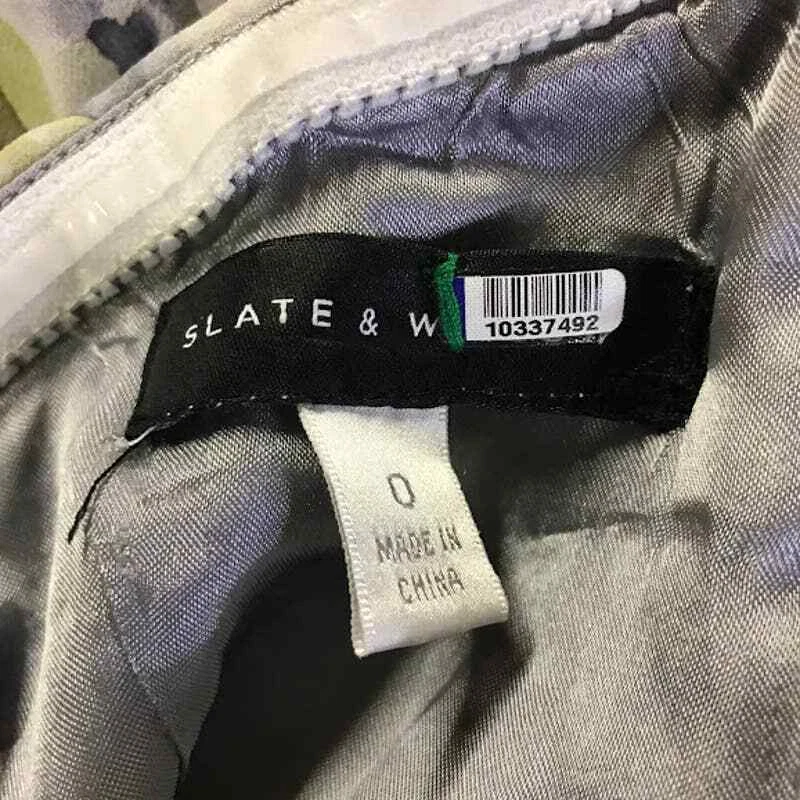 SLATE & W
10337492
0
MADE IN
CHINA